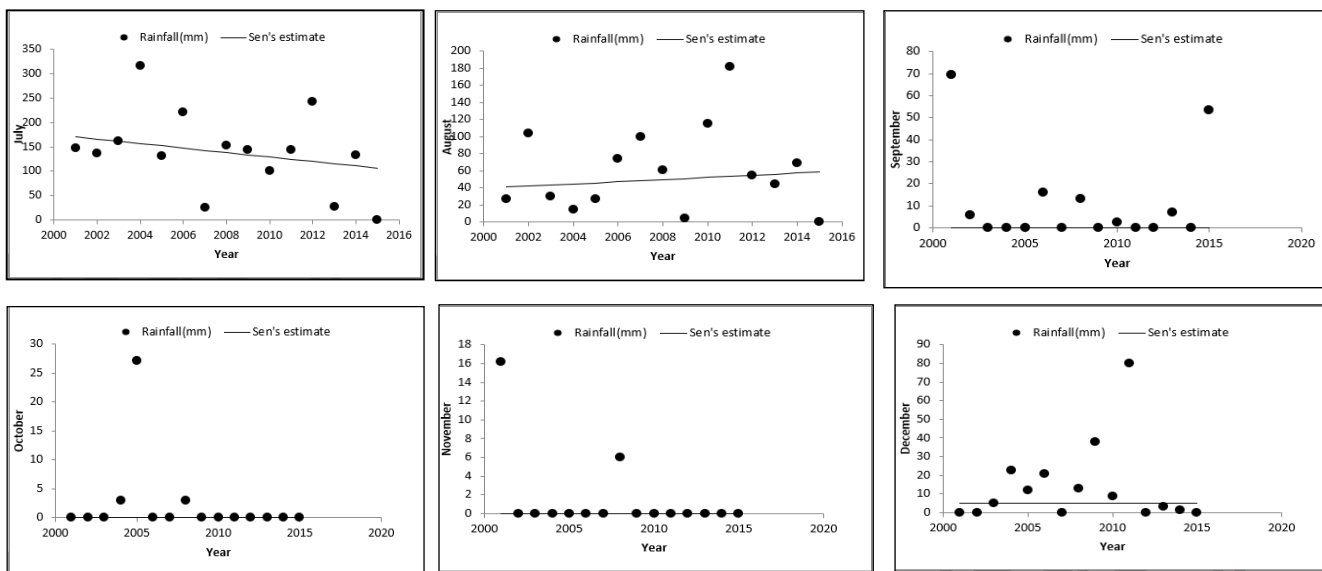 Rainfall(mm) Sen's estimate
350
300
250
200
150
100
50
0
July
2000 2002 2004 2006 2008 2010 2012 2014 2016
Year
Rainfall(mm) Sen's estimate
200
180
160
140
120
100
80
60
40
20
0
August
2000 2002 2004 2006 2008 2010 2012 2014 2016
Year
Rainfall(mm) Sen's estimate
80
70
60
50
40
30
20
10
0
September
2000 2005 2010 2015 2020
Year
Rainfall(mm) Sen's estimate
30
25
20
15
10
5
0
October
2000 2005 2010 2015 2020
Year
Rainfall(mm) Sen's estimate
18
16
14
12
10
8
6
4
2
0
November
2000 2005 2010 2015 2020
Year
Rainfall(mm) Sen's estimate
90
80
70
60
50
40
30
20
10
0
December
2000 2005 2010 2015 2020
Year